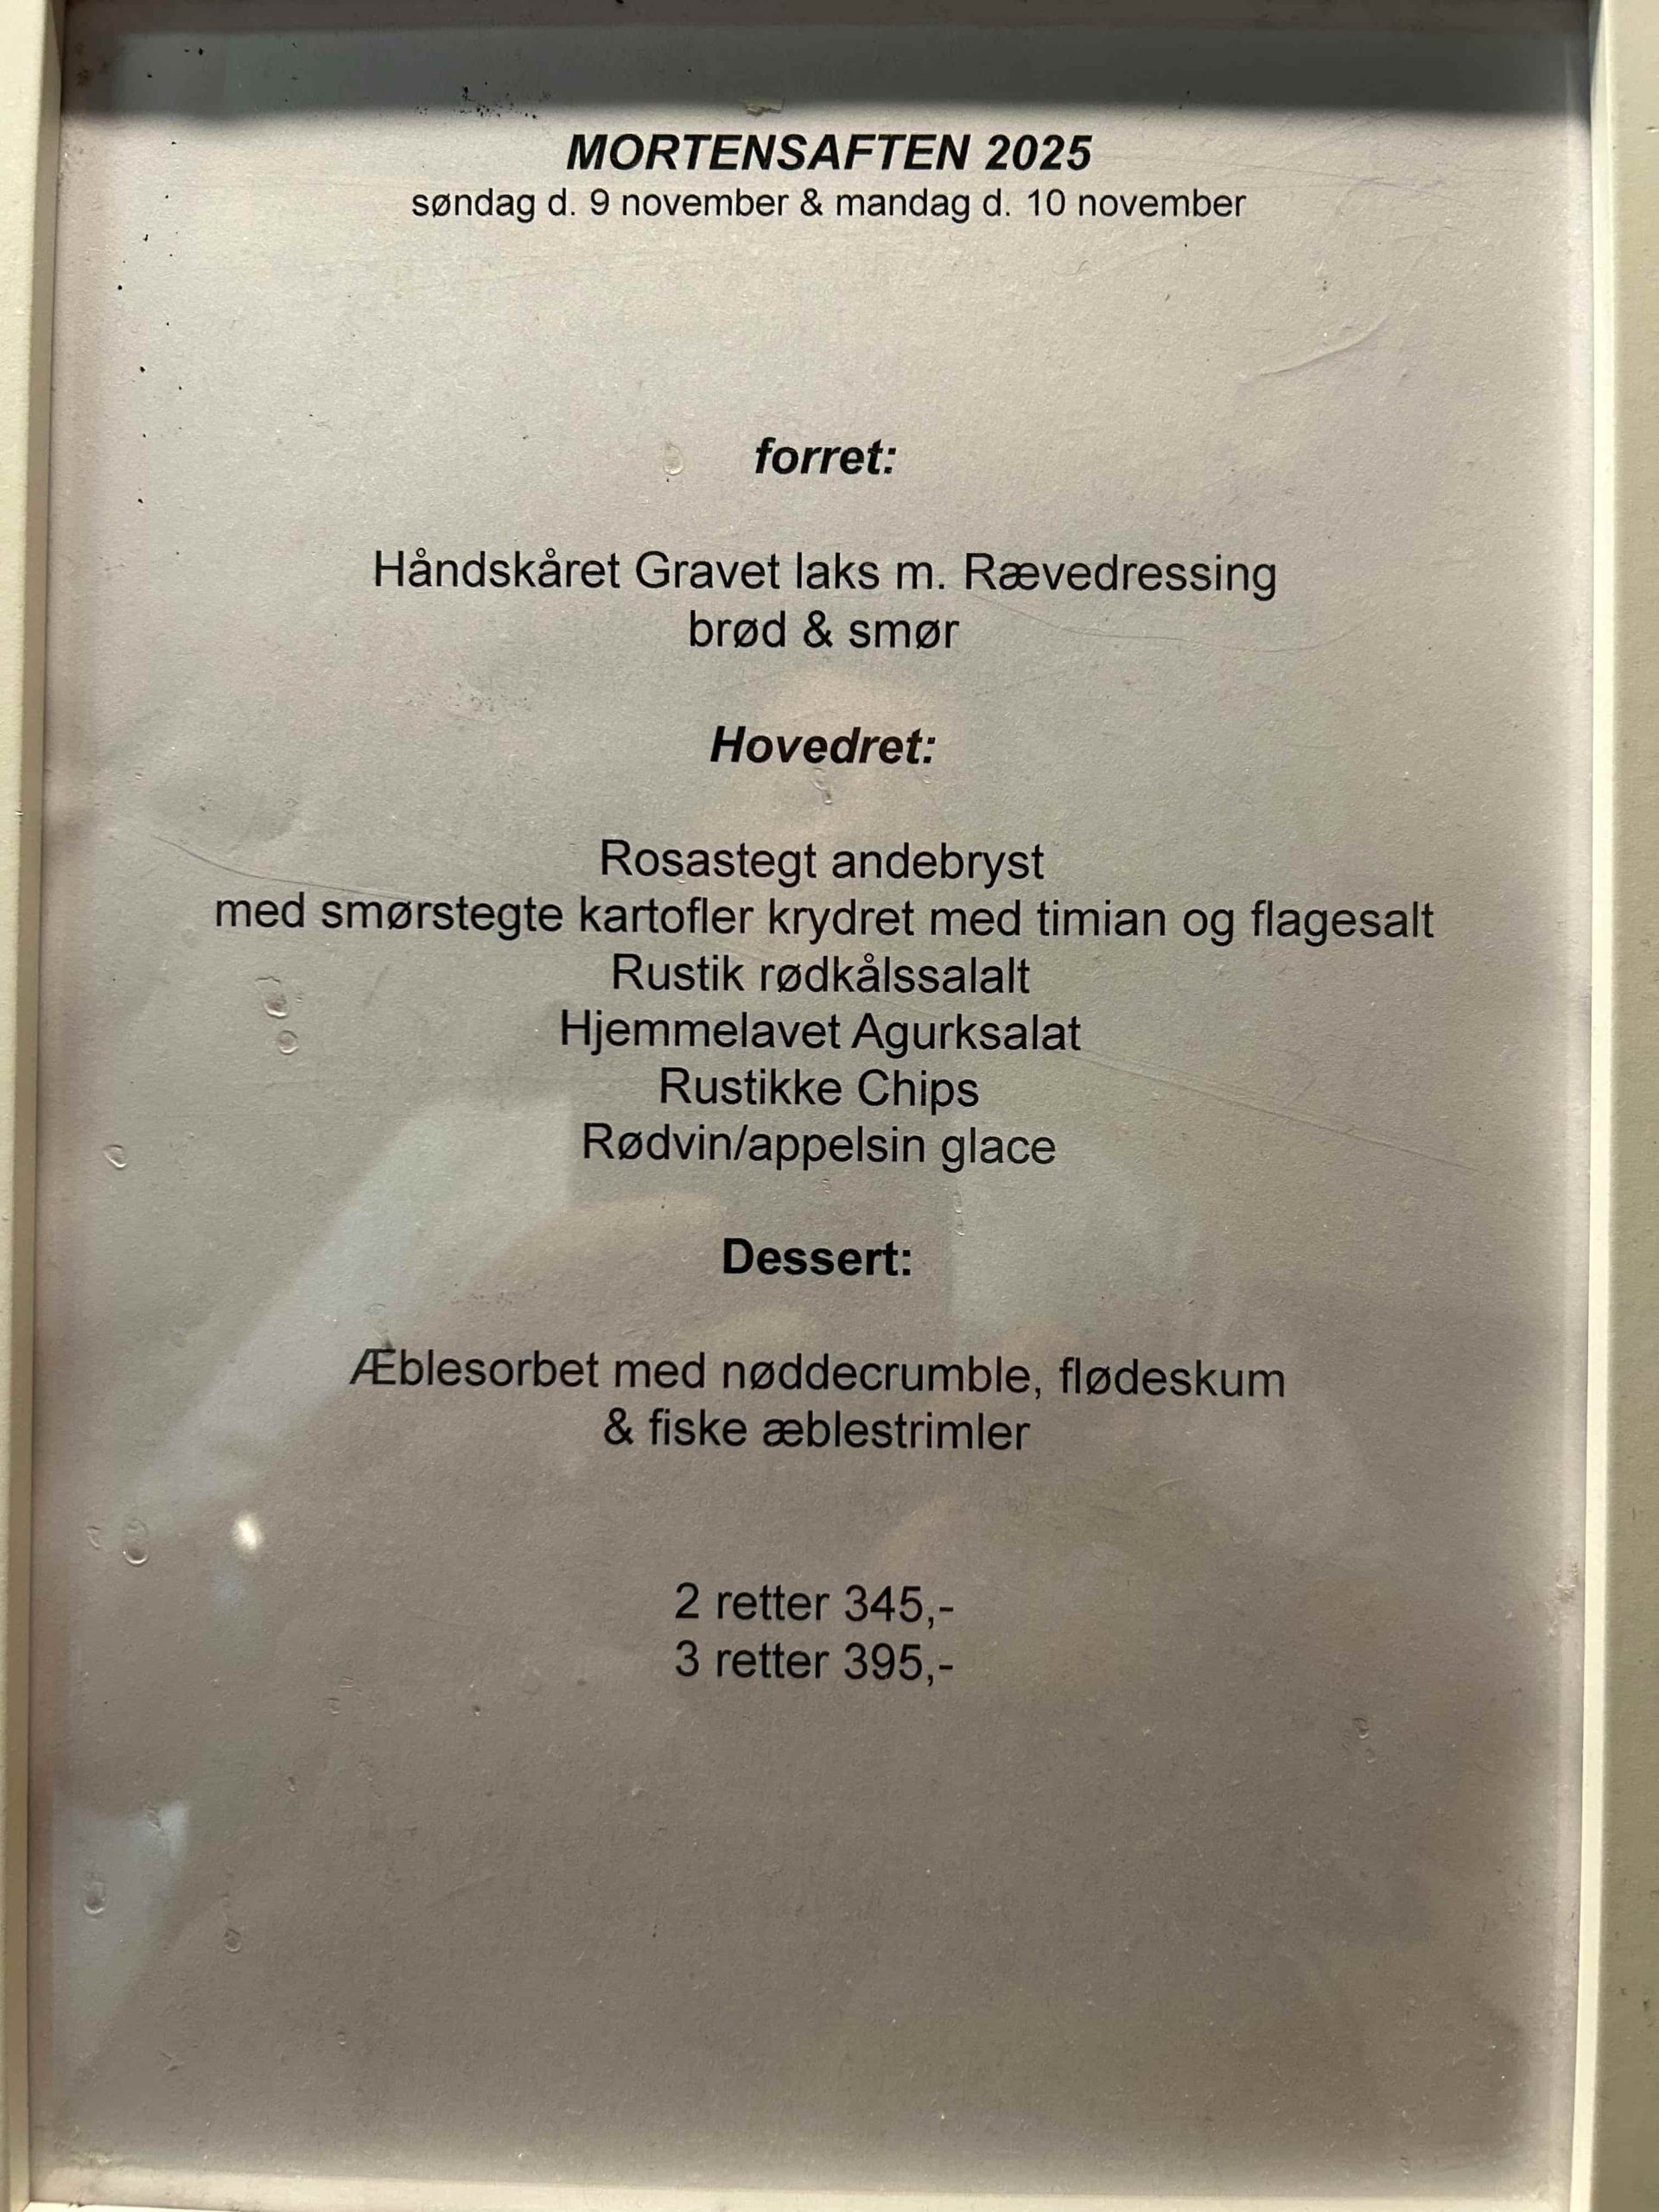 MORTENSAFTEN 2025
søndag d. 9 november & mandag d. 10 november
forret:
Håndskåret Gravet laks m. Rævedressing
brød & smør
Hovedret:
Rosastegt andebryst
med smørstegte kartofler krydret med timian og flagesalt
Rustik rødkålssalalt
Hjemmelavet Agurksalat
Rustikke Chips
Rødvin/appelsin glace
Dessert:
Æblesorbet med nøddecrumble, flødeskum
& fiske æblestrimler
2 retter 345,-
3 retter 395,-